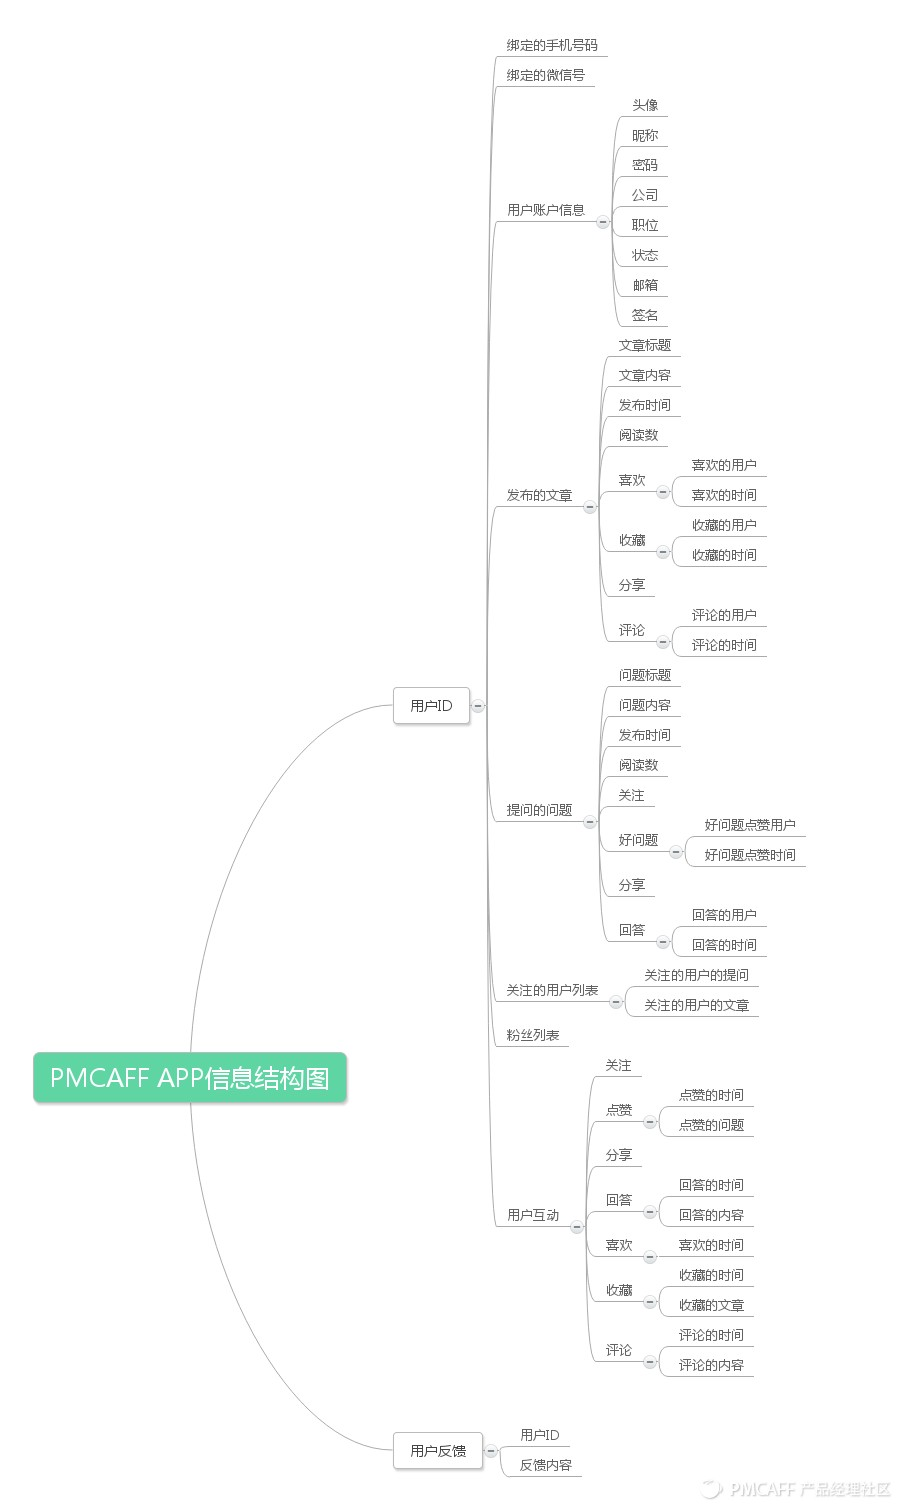 绑定的手机号码
绑定的微信号
头像
昵称
密码
公司
用户账户信息
职位
状态
邮箱
签名
文章标题
文章内容
发布时间
阅读数
喜欢的用户
喜欢
喜欢的时间
发布的文章
收藏的用户
收藏
收藏的时间
分享
评论的用户
评论
评论的时间
问题标题
用户ID
问题内容
发布时间
阅读数
关注
提问的问题
好问题点赞用户
好问题
好问题点赞时间
分享
回答的用户
回答
回答的时间
关注的用户的提问
关注的用户列表
关注的用户的文章
粉丝列表
PMCAFF APP信息结构图
关注
点赞的时间
点赞
点赞的问题
分享
回答的时间
回答
回答的内容
用户互动
喜欢
喜欢的时间
收藏的时间
收藏
收藏的文章
评论的时间
评论
评论的内容
用户反馈
用户ID
反馈内容
PMCAFF 产品经理社区